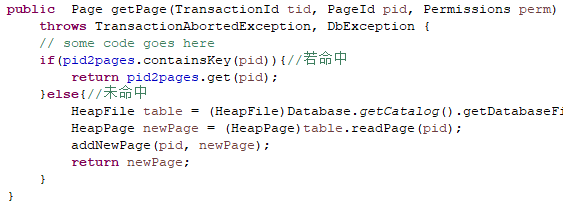 public  Page getPage(TransactionId tid, PageId pid, Permissions perm)
    throws TransactionAbortedException, DbException {
    // some code goes here
    if(pid2pages.containsKey(pid)){//若命中
        return pid2pages.get(pid);
    }else{//未命中
        HeapFile table = (HeapFile)Database.getCatalog().getDatabaseFi
        HeapPage newPage = (HeapPage)table.readPage(pid);
        addNewPage(pid, newPage);
        return newPage;
    }
}